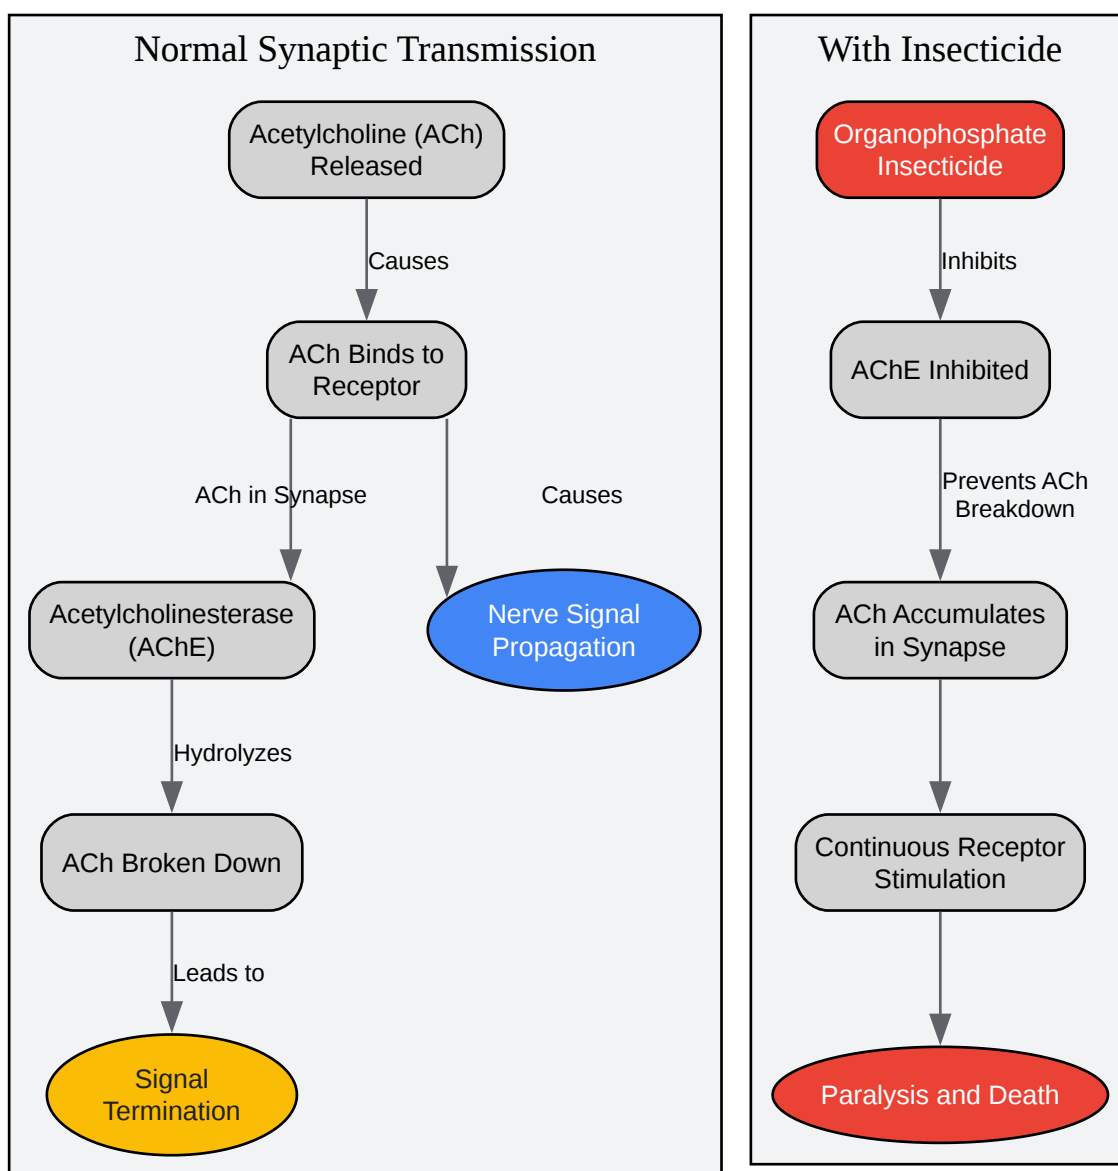 Normal Synaptic Transmission
Acetylcholine (ACh)
Released
Causes
ACh Binds to
Receptor
ACh in Synapse
Causes
Acetylcholinesterase
(AChE)
Nerve Signal
Propagation
Hydrolyzes
ACh Broken Down
Leads to
Signal
Termination
With Insecticide
Organophosphate
Insecticide
Inhibits
AChE Inhibited
Prevents ACh
Breakdown
ACh Accumulates
in Synapse
Continuous Receptor
Stimulation
Paralysis and Death